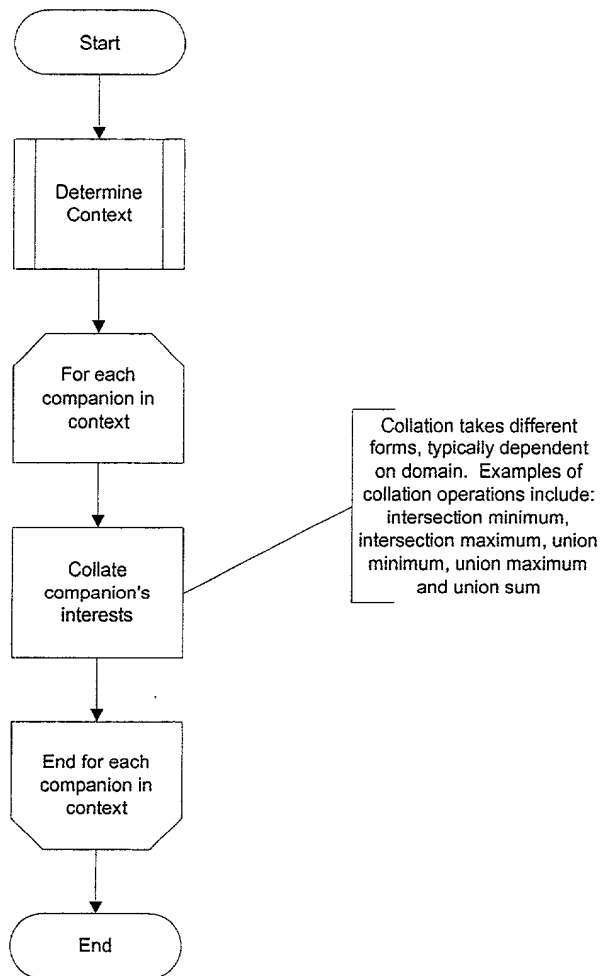 Start
Determine
Context
For each
companion in
context
Collation takes different
forms, typically dependent
on domain. Examples of
collation operations include:
intersection minimum,
intersection maximum, union
minimum, union maximum
and union sum
Collate
companion's
interests
End for each
companion in
context
End